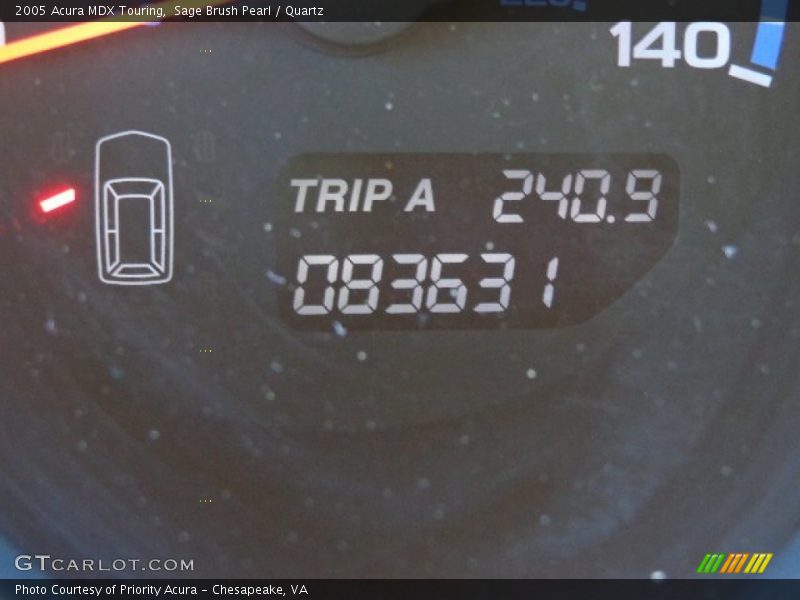 2005 Acura MDX Touring, Sage Brush Pearl / Quartz
140
TRIP A 240.9
083631
GTCARLOT.COM
Photo Courtesy of Priority Acura – Chesapeake, VA